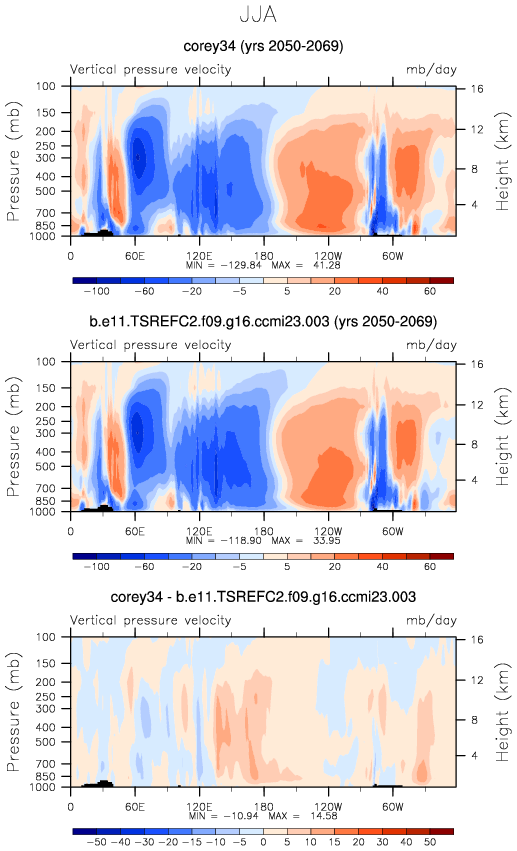 JJA
corey34 (yrs 2050-2069)
Vertical pressure velocity mb/day
Pressure (mb)
100
150
200
250
300
400
500
700
850
1000
16
12
8
4
Height (km)
0 60E 120E 180 120W 60W
MIN = -129.84 MAX = 41.28
-100 -20 -5 5 20 40 60
b.e11.TSREFC2.f09.g16.ccmi23.003 (yrs 2050-2069)
Vertical pressure velocity mb/day
Pressure (mb)
100
150
200
250
300
400
500
700
850
1000
16
12
8
4
Height (km)
0 60E 120E 180 120W 60W
MIN = -118.90 MAX = 33.95
-100 -20 -5 5 20 40 60
corey34 - b.e11.TSREFC2.f09.g16.ccmi23.003
Vertical pressure velocity mb/day
Pressure (mb)
100
150
200
250
300
400
500
700
850
1000
16
12
8
4
Height (km)
0 60E 120E 180 120W 60W
MIN = -10.94 MAX = 14.58
-50 -40 -30 -20 -15 -10 -5 0 5 10 15 20 30 40 50